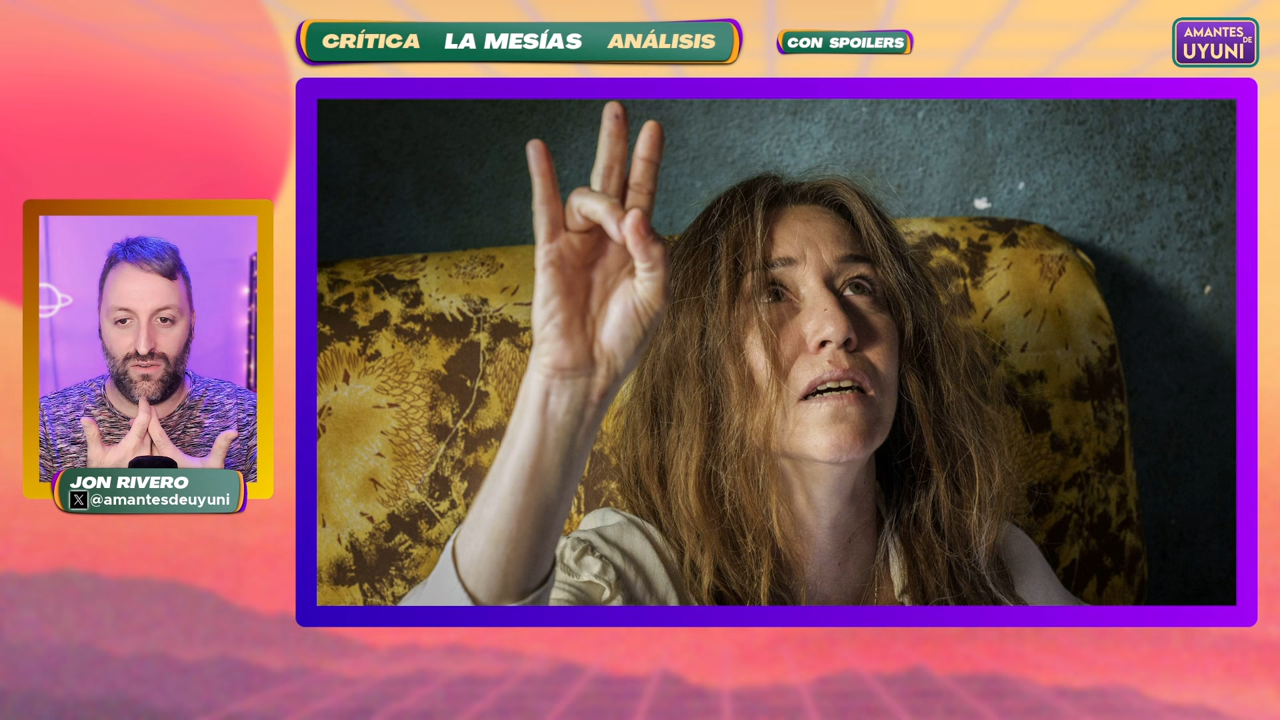 CRÍTICA LA MESÍAS ANÁLISIS
CON SPOILERS
AMANTES
DE
UYUNI
JON RIVERO
@amantesdeuyuni